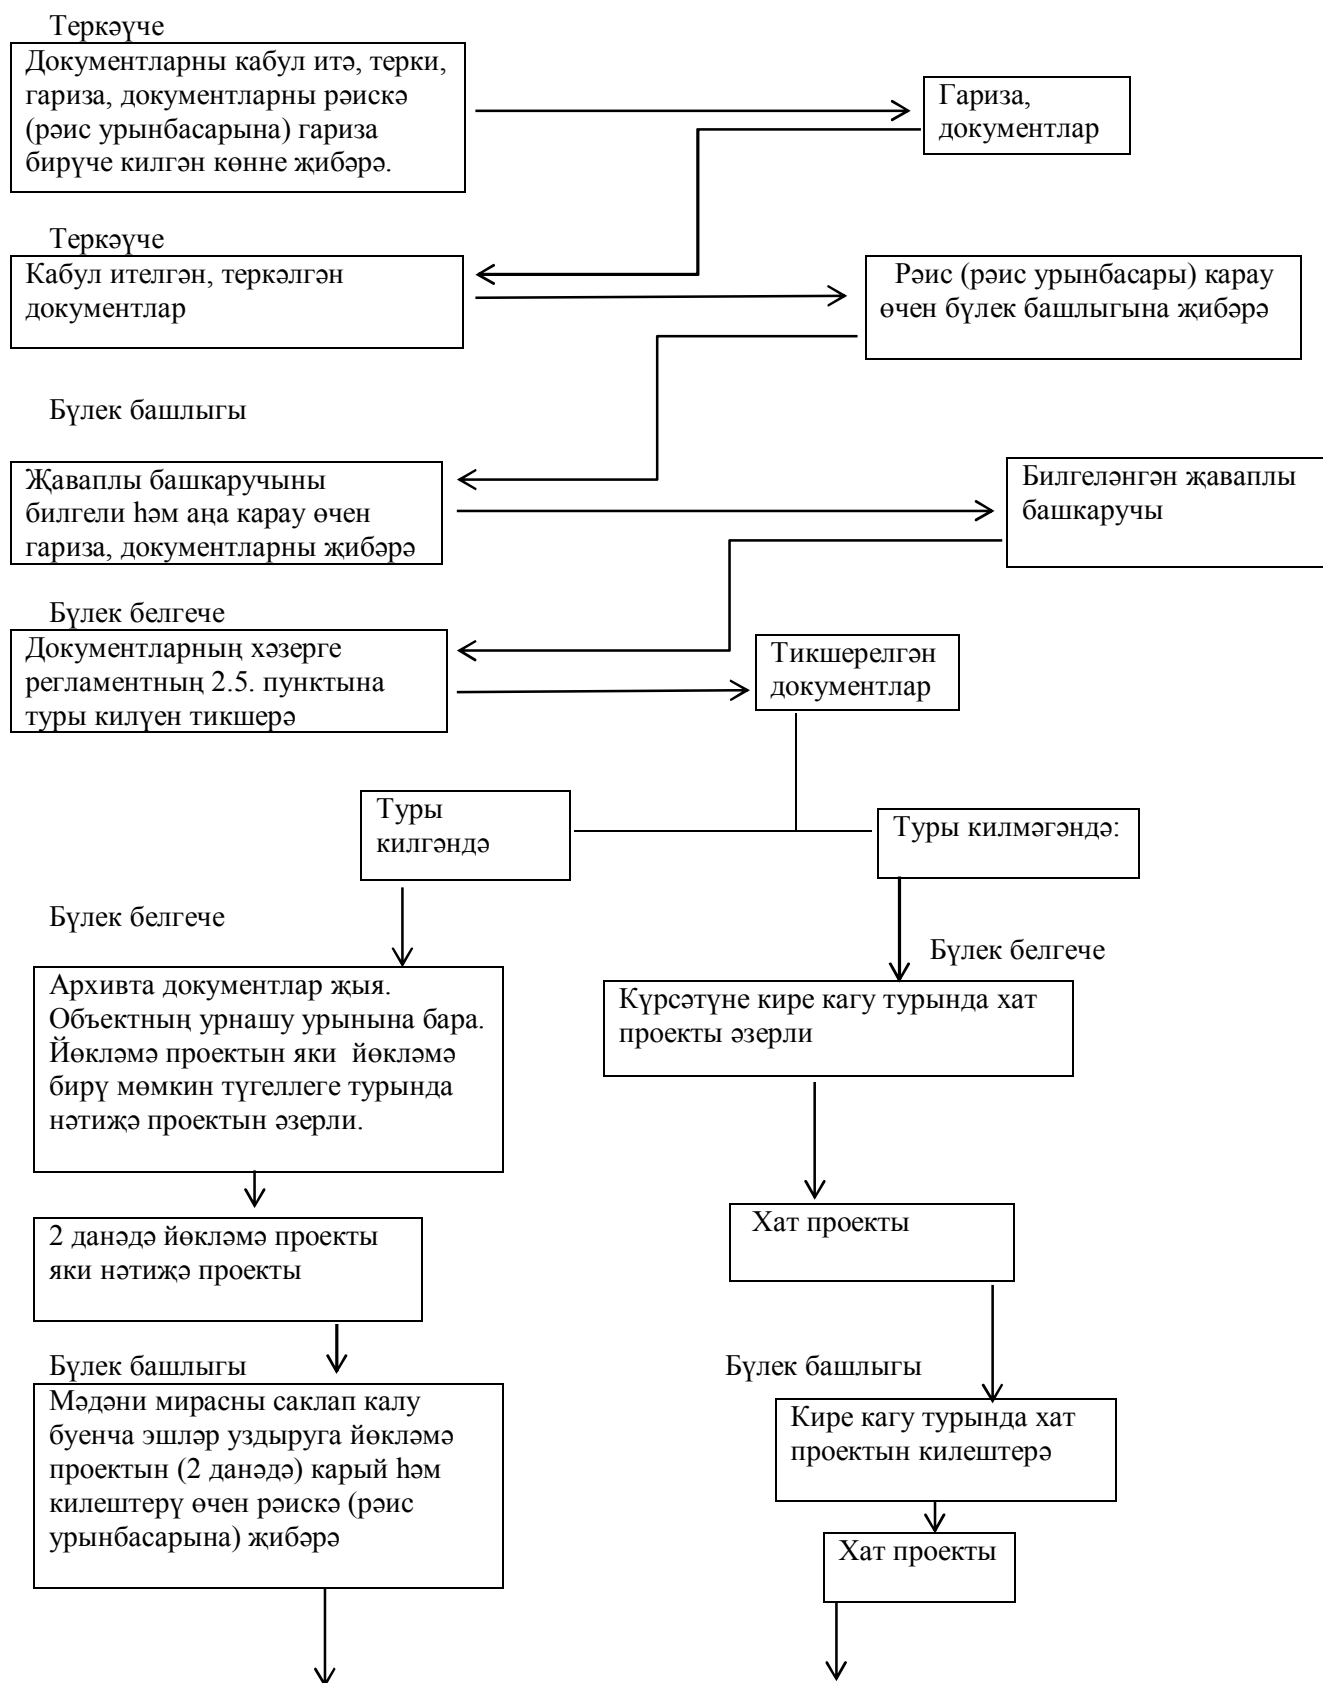 Теркәүче
Документларны кабул итә, терки,
гариза, документларны рәискә
(рәис урынбасарына) гариза
бирүче килгән көнне җибәрә.
Гариза,
документлар
Теркәүче
Кабул ителгән, теркәлгән
документлар
Рәис (рәис урынбасары) карау
өчен бүлек башлыгына җибәрә
Бүлек башлыгы
Җаваплы башкаручыны
билгели һәм аңа карау өчен
гариза, документларны җибәрә
Билгеләнгән җаваплы
башкаручы
Бүлек белгече
Документларның хәзерге
регламентның 2.5. пунктына
туры килүен тикшерә
Тикшерелгән
документлар
Туры
килгәндә
Туры килмәгәндә:
Бүлек белгече
Архивта документлар җыя.
Объектның урнашу урынына бара.
Йөкләмә проектын яки  йөкләмә
бирү мөмкин түгеллеге турында
нәтиҗә проектын әзерли.
Бүлек белгече
Күрсәтүне кире кагу турында хат
проекты әзерли
2 данәдә йөкләмә проекты
яки нәтиҗә проекты
Хат проекты
Бүлек башлыгы
Мәдәни мирасны саклап калу
буенча эшләр уздыруга йөкләмә
проектын (2 данәдә) карый һәм
килештерү өчен рәискә (рәис
урынбасарына) җибәрә
Бүлек башлыгы
Кире кагу турында хат
проектын килештерә
Хат проекты